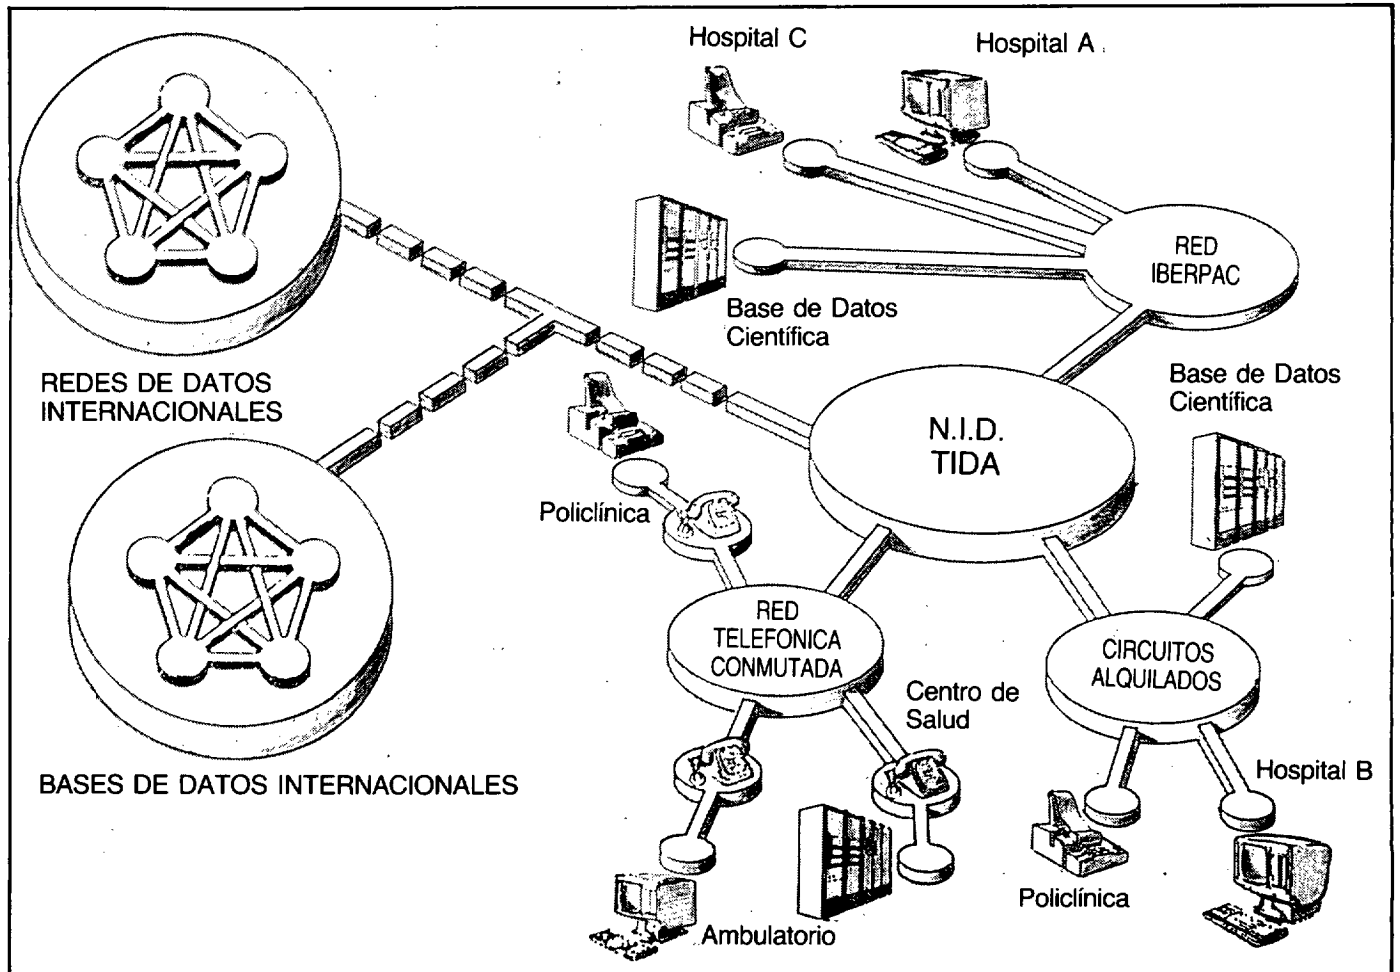 Hospital C
Hospital A
RED
IBERPAC
Base de Datos
Científica
REDES DE DATOS
INTERNACIONALES
Base de Datos
Científica
N.I.D.
TIDA
Policlínica
RED
TELEFONICA
CONMUTADA
CIRCUITOS
ALQUILADOS
Centro de
Salud
BASES DE DATOS INTERNACIONALES
Hospital B
Policlínica
Ambulatorio